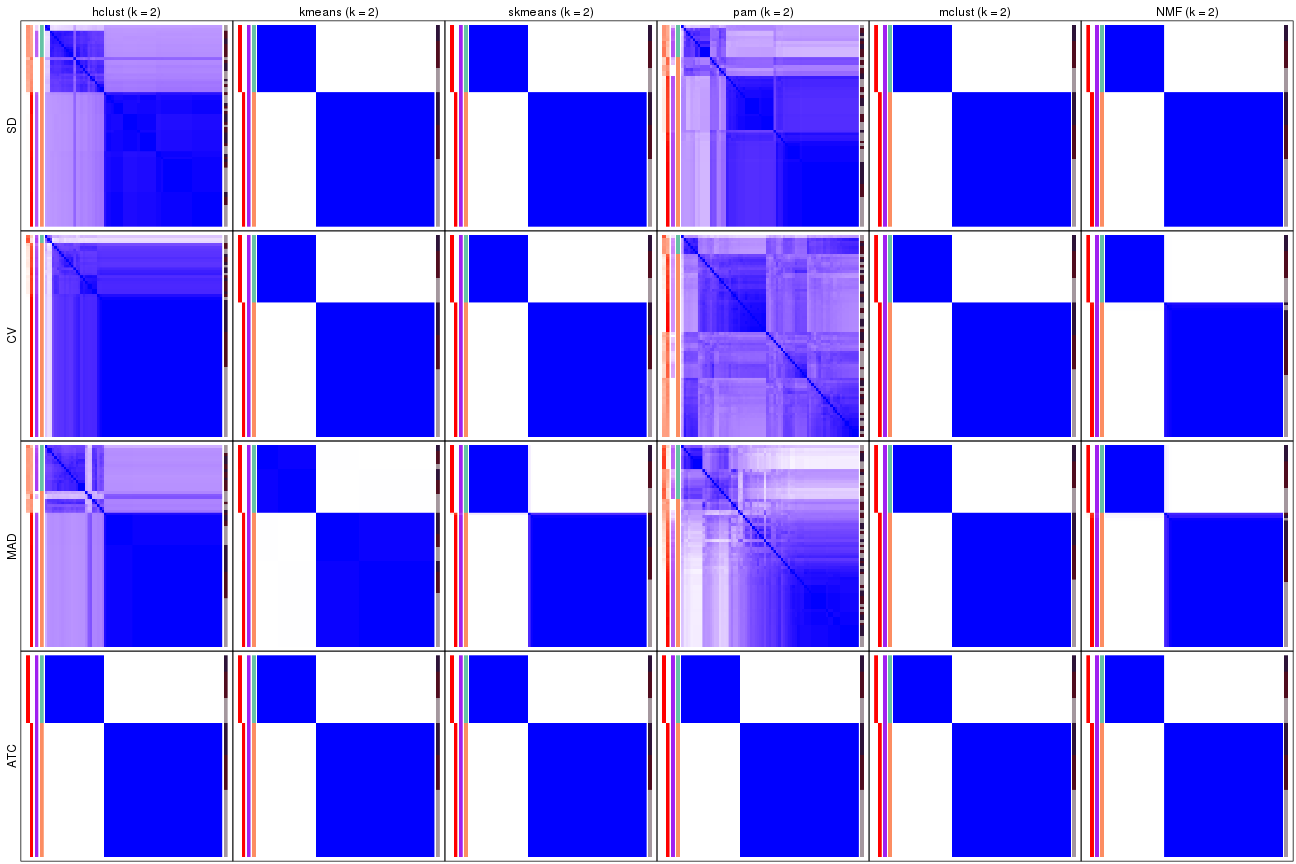 hclust (k = 2) kmeans (k = 2) skmeans (k = 2) pam (k = 2) mclust (k = 2) NMF (k = 2)
SD
CV
MAD
ATC